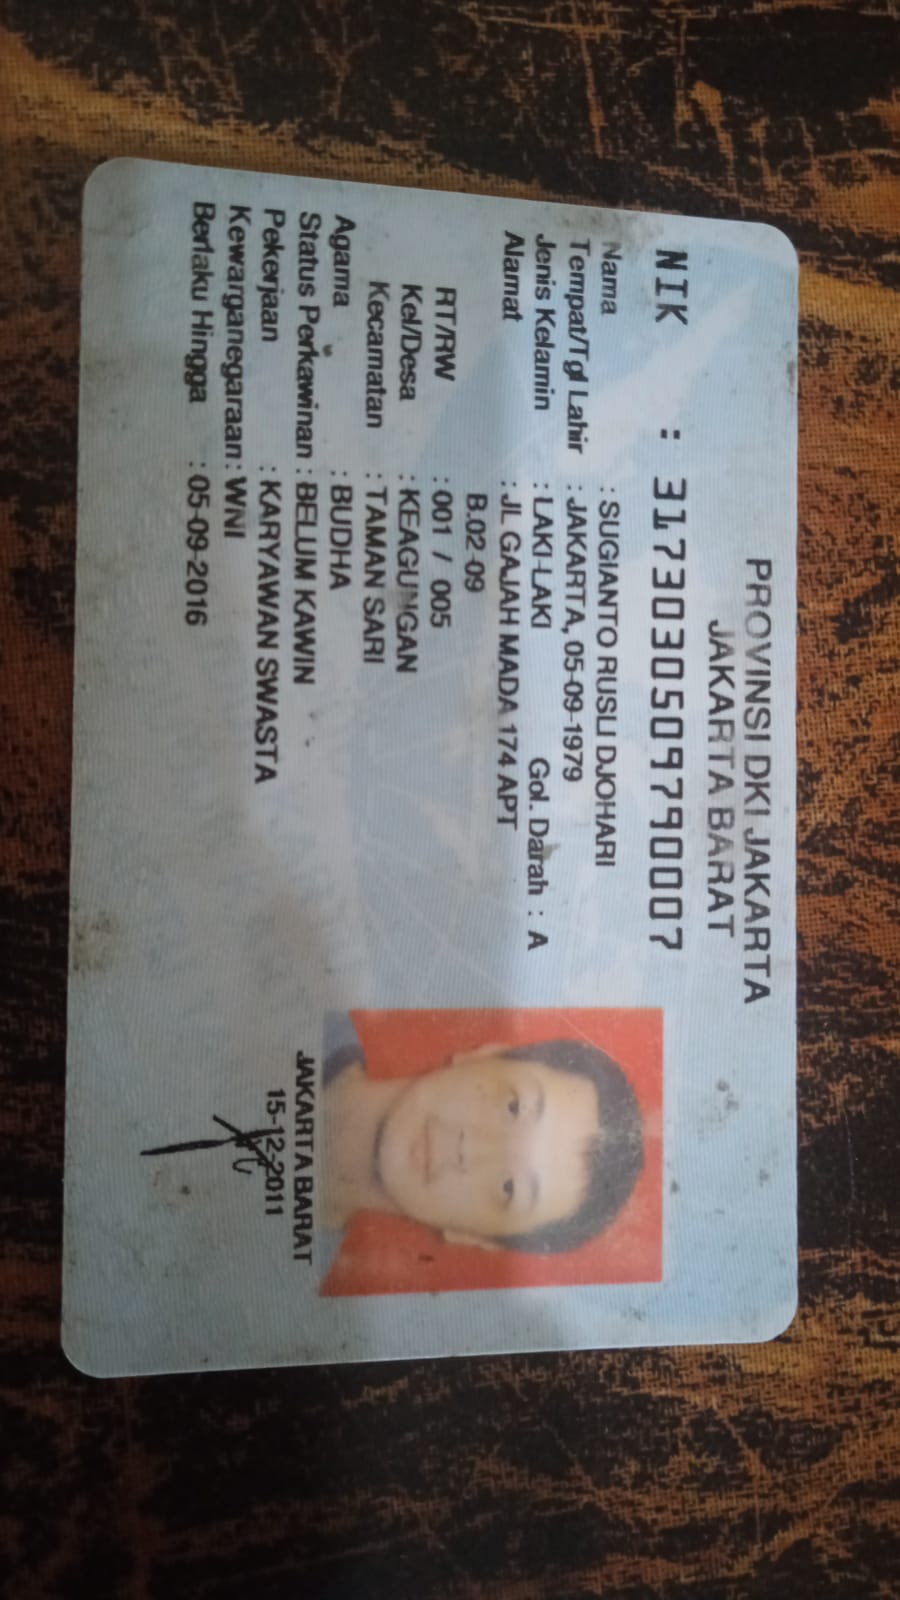 PROVINSI DKI JAKARTA
JAKARTA BARAT
NIK : 3173030509790007
Nama : SUGIANTO RUSLI DJOHARI
Tempat/Tgl Lahir : JAKARTA, 05-09-1979
Jenis Kelamin : LAKI-LAKI Gol. Darah : A
Alamat : JL GAJAH MADA 174 APT
B.02-09
RT/RW : 001 / 005
Kel/Desa : KEAGUNGAN
Kecamatan : TAMAN SARI
Agama : BUDHA
Status Perkawinan : BELUM KAWIN
Pekerjaan : KARYAWAN SWASTA
Kewarganegaraan : WNI
Berlaku Hingga : 05-09-2016
JAKARTA BARAT
15-12-2011